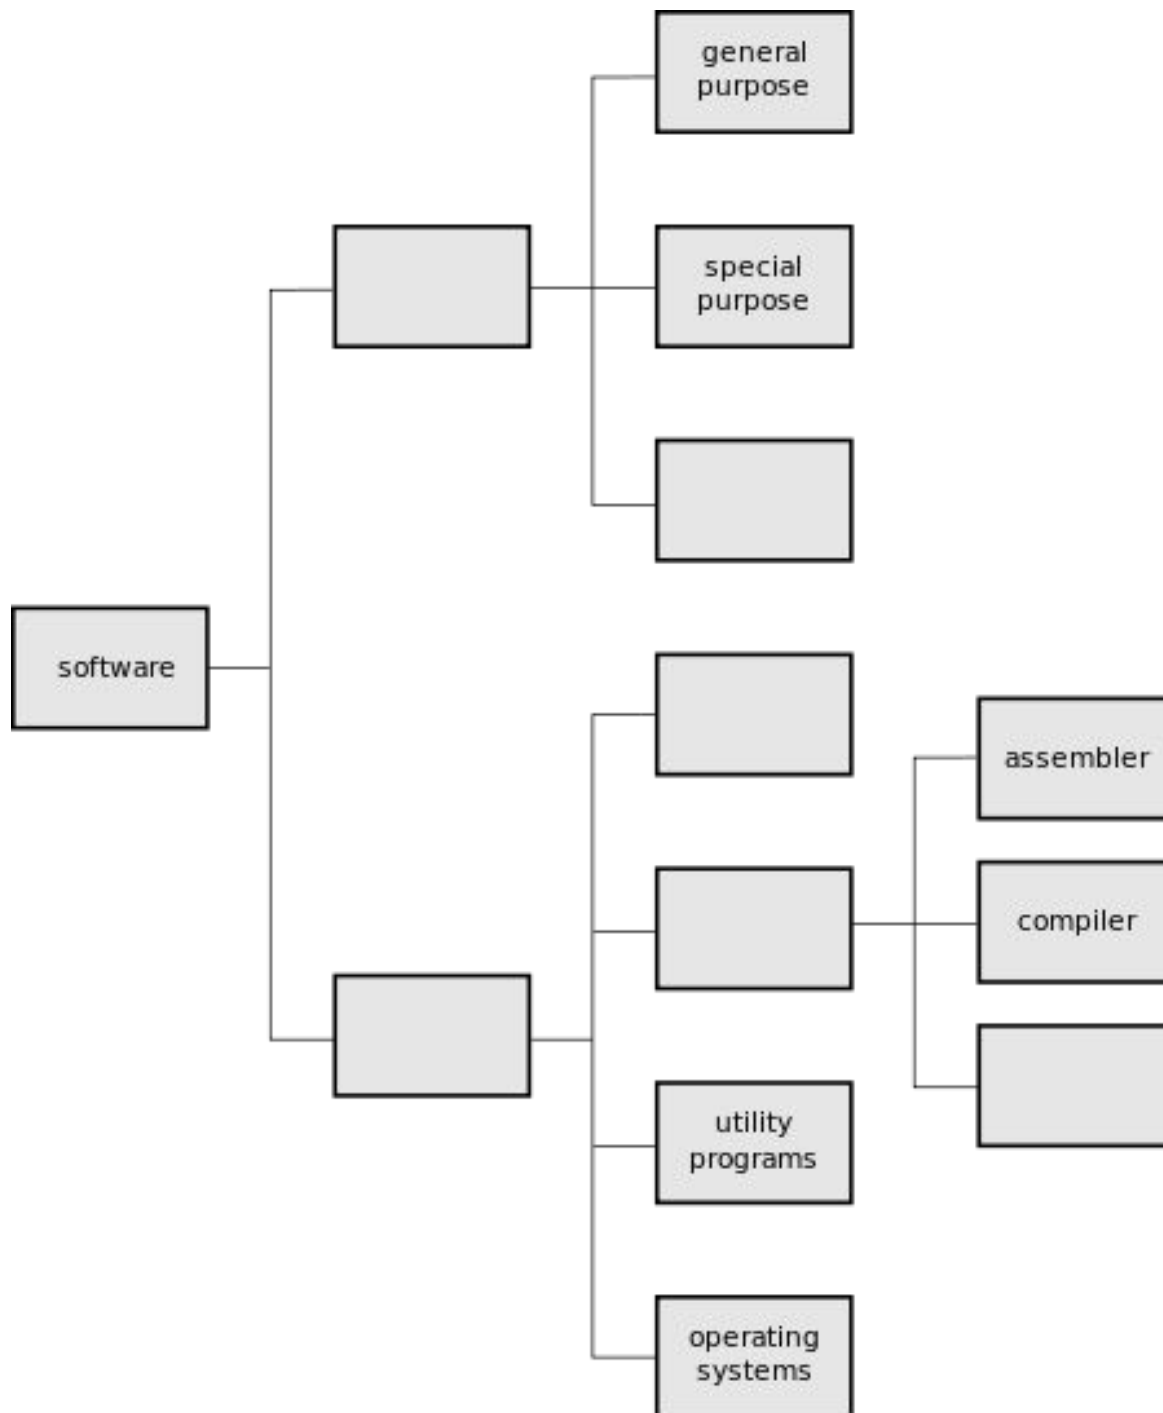 general
purpose
special
purpose
software
assembler
compiler
utility
programs
operating
systems